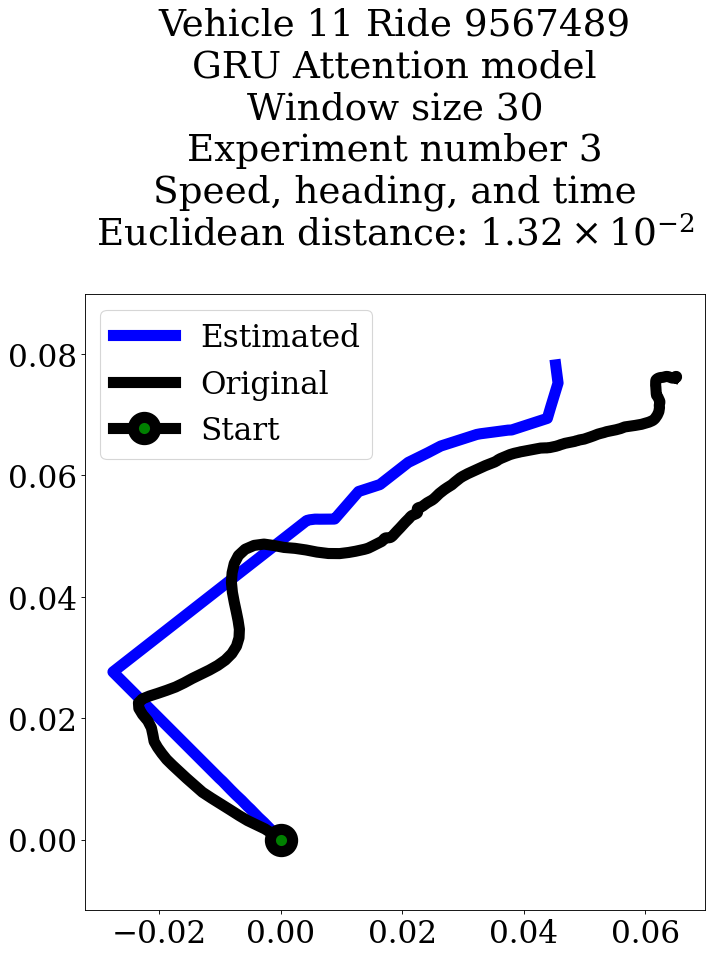 Vehicle 11 Ride 9567489
GRU Attention model
Window size 30
Experiment number 3
Speed, heading, and time
Euclidean distance: 1.32 × 10⁻²
Estimated
Original
Start
0.08
0.06
0.04
0.02
0.00
−0.02 0.00 0.02 0.04 0.06